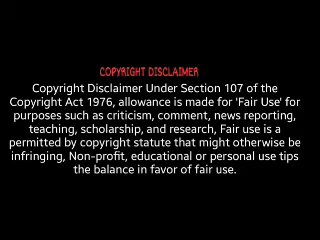 COPYRIGHT DISCLAIMER
Copyright Disclaimer Under Section 107 of the
Copyright Act 1976, allowance is made for 'Fair Use' for
purposes such as criticism, comment, news reporting,
teaching, scholarship, and research, Fair use is a
permitted by copyright statute that might otherwise be
infringing, Non-profit, educational or personal use tips
the balance in favor of fair use.